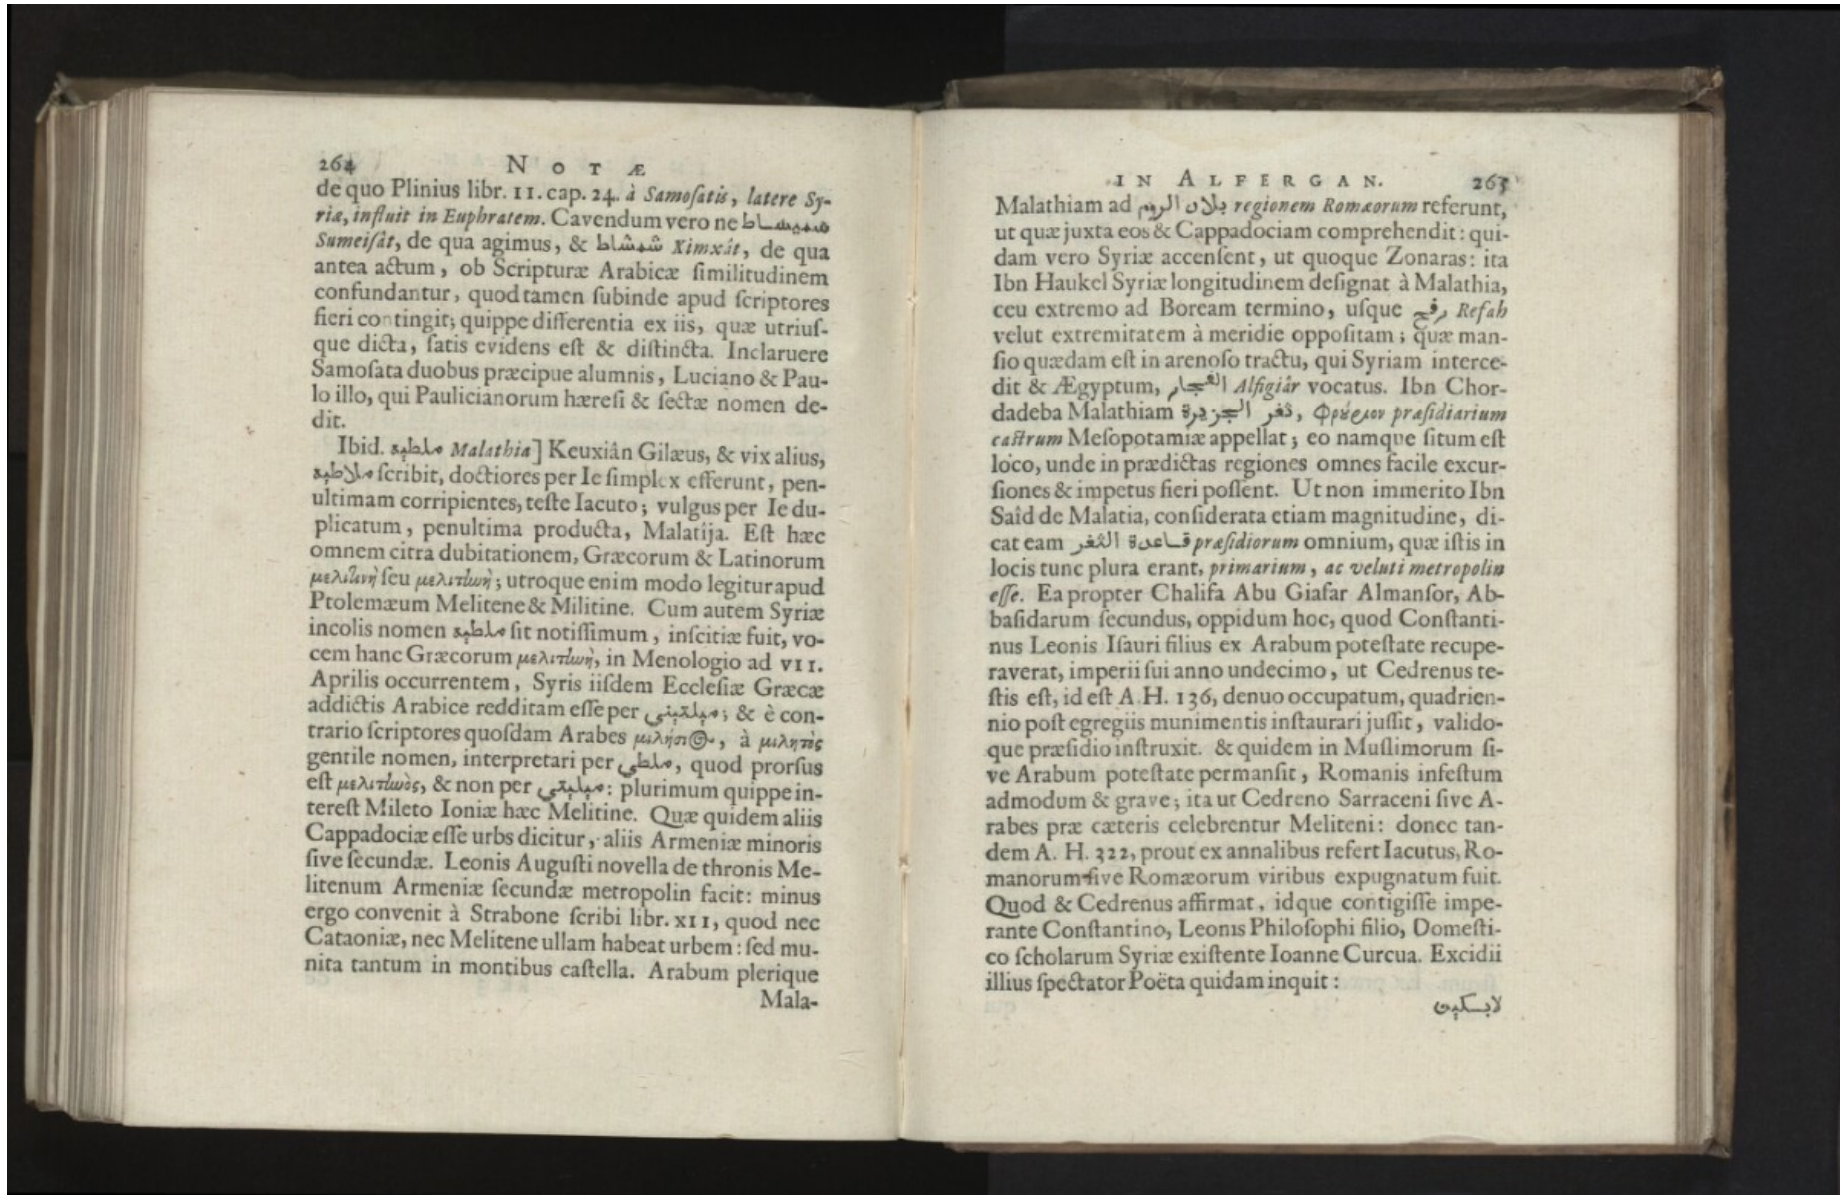 264 NOTÆ
de quo Plinius libr. 11. cap. 24. à Samoſatis, latere Sy-
riæ, influit in Euphratem. Cavendum vero ne سميساط
Sumeiſât, de qua agimus, & شمشاط Ximxát, de qua
antea actum, ob Scripturæ Arabicæ ſimilitudinem
confundantur, quod tamen ſubinde apud ſcriptores
fieri contingit; quippe differentia ex iis, quæ utriuſ-
que dicta, ſatis evidens eſt & diſtincta. Inclaruere
Samoſata duobus præcipue alumnis, Luciano & Pau-
lo illo, qui Paulicianorum hæreſi & ſectæ nomen de-
dit.
Ibid. ملطيه Malathia] Keuxiân Gilæus, & vix alius,
ملاطيه ſcribit, doctiores per Ie ſimplex efferunt, pen-
ultimam corripientes, teſte Iacuto; vulgus per Ie du-
plicatum, penultima producta, Malatîja. Eſt hæc
omnem citra dubitationem, Græcorum & Latinorum
μελιτινὴ ſeu μελιτηνὴ; utroque enim modo legitur apud
Ptolemæum Melitene & Militine. Cum autem Syriæ
incolis nomen ملطيه ſit notiſſimum, inſcitiæ fuit, vo-
cem hanc Græcorum μελιτηνὴ, in Menologio ad VII.
Aprilis occurrentem, Syris iiſdem Eccleſiæ Græcæ
addictis Arabice redditam eſſe per ميلتيني; & è con-
trario ſcriptores quoſdam Arabes μιλήσιος, à μιλητὸς
gentile nomen, interpretari per ملطي, quod prorſus
eſt μελιτηνὸς, & non per ميليتي: plurimum quippe in-
tereſt Mileto Ioniæ hæc Melitine. Quæ quidem aliis
Cappadociæ eſſe urbs dicitur, aliis Armeniæ minoris
ſive ſecundæ. Leonis Auguſti novella de thronis Me-
litenum Armeniæ ſecundæ metropolin facit: minus
ergo convenit à Strabone ſcribi libr. XII, quod nec
Cataoniæ, nec Melitene ullam habeat urbem: ſed mu-
nita tantum in montibus caſtella. Arabum plerique
Mala-
IN ALFERGAN. 265
Malathiam ad بلاد الروم regionem Romæorum referunt,
ut quæ juxta eos & Cappadociam comprehendit: qui-
dam vero Syriæ accenſent, ut quoque Zonaras: ita
Ibn Haukel Syriæ longitudinem deſignat à Malathia,
ceu extremo ad Boream termino, uſque رفح Refah
velut extremitatem à meridie oppoſitam; quæ man-
ſio quædam eſt in arenoſo tractu, qui Syriam interce-
dit & Ægyptum, الفجار Alfigiâr vocatus. Ibn Chor-
dadeba Malathiam ثغر الجزيرة, Φρούριον præſidiarium
caſtrum Meſopotamiæ appellat; eo namque ſitum eſt
loco, unde in prædictas regiones omnes facile excur-
ſiones & impetus fieri poſſent. Ut non immerito Ibn
Saîd de Malatia, conſiderata etiam magnitudine, di-
cat eam قاعدة الثغر præſidiorum omnium, quæ iſtis in
locis tunc plura erant, primarium, ac veluti metropolin
eſſe. Ea propter Chalifa Abu Giafar Almanſor, Ab-
baſidarum ſecundus, oppidum hoc, quod Conſtanti-
nus Leonis Iſauri filius ex Arabum poteſtate recupe-
raverat, imperii ſui anno undecimo, ut Cedrenus te-
ſtis eſt, id eſt A. H. 136, denuo occupatum, quadrien-
nio poſt egregiis munimentis inſtaurari juſſit, valido-
que præſidio inſtruxit. & quidem in Muſlimorum ſi-
ve Arabum poteſtate permanſit, Romanis infeſtum
admodum & grave; ita ut Cedreno Sarraceni ſive A-
rabes præ cæteris celebrentur Meliteni: donec tan-
dem A. H. 322, prout ex annalibus refert Iacutus, Ro-
manorum ſive Romæorum viribus expugnatum fuit.
Quod & Cedrenus affirmat, idque contigiſſe impe-
rante Conſtantino, Leonis Philoſophi filio, Domeſti-
co ſcholarum Syriæ exiſtente Ioanne Curcua. Excidii
illius ſpectator Poëta quidam inquit:
لابسكين